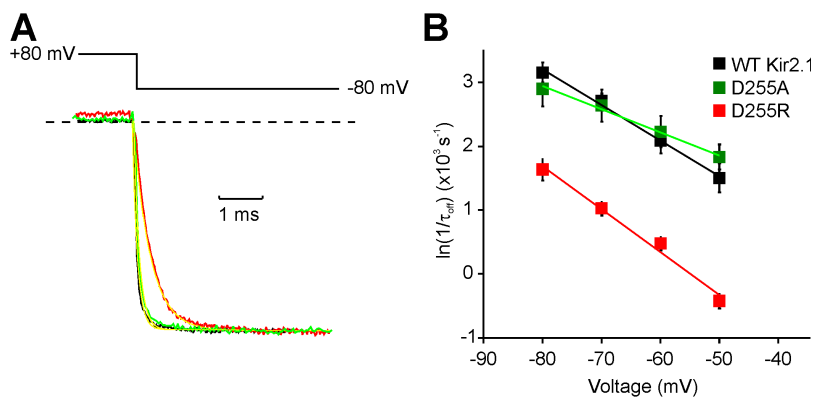 A
+80 mV
-80 mV
1 ms
B
WT Kir2.1
D255A
D255R
ln(1/τoff) (x10³ s⁻¹)
3
2
1
0
-1
-90 -80 -70 -60 -50 -40
Voltage (mV)